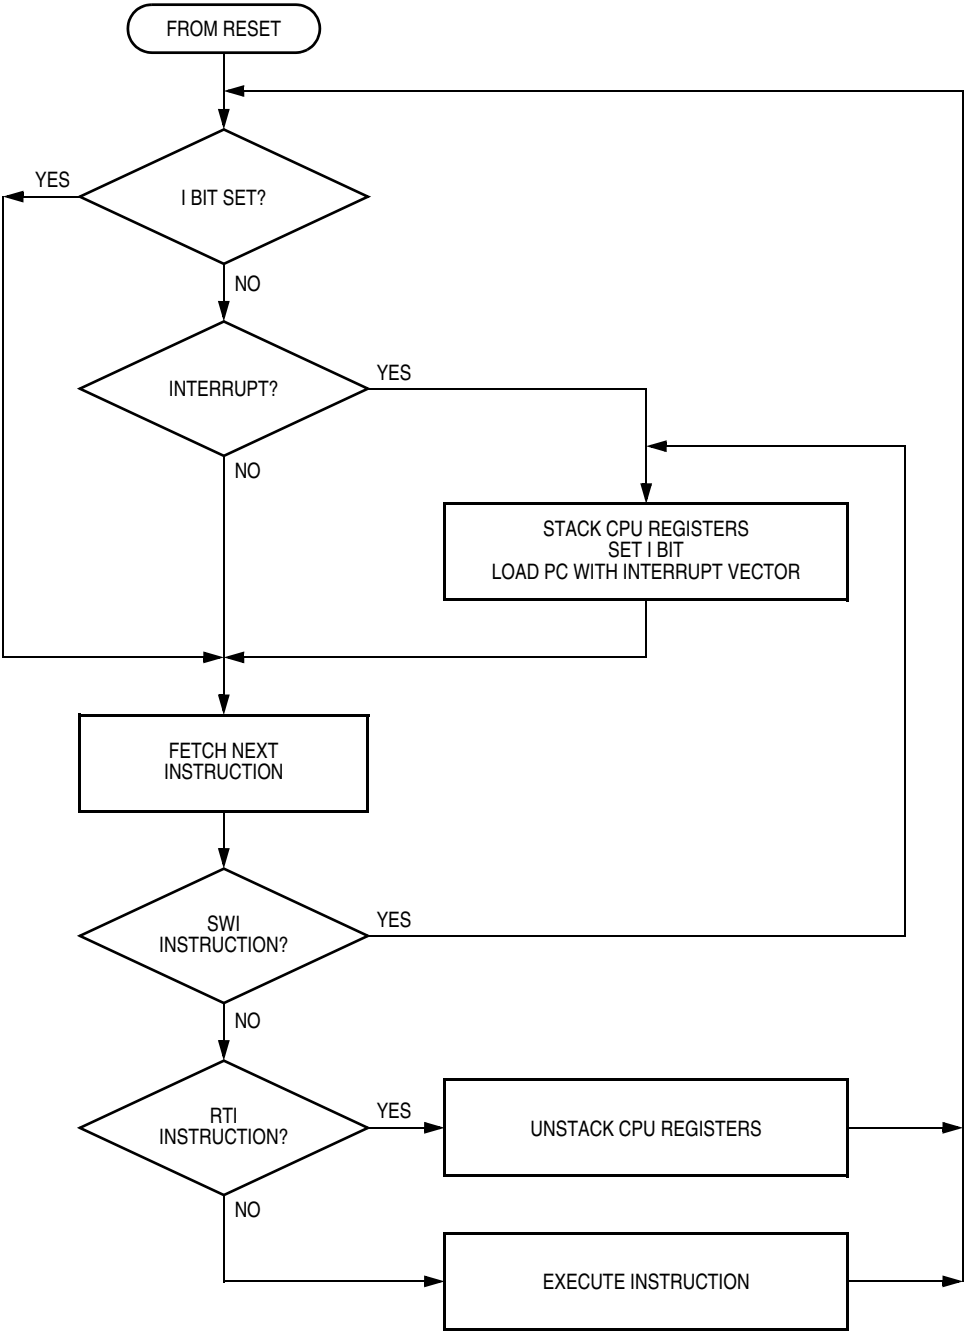 FROM RESET
YES
I BIT SET?
NO
INTERRUPT?
YES
NO
STACK CPU REGISTERS
SET I BIT
LOAD PC WITH INTERRUPT VECTOR
FETCH NEXT
INSTRUCTION
SWI
INSTRUCTION?
YES
NO
RTI
INSTRUCTION?
YES
UNSTACK CPU REGISTERS
NO
EXECUTE INSTRUCTION